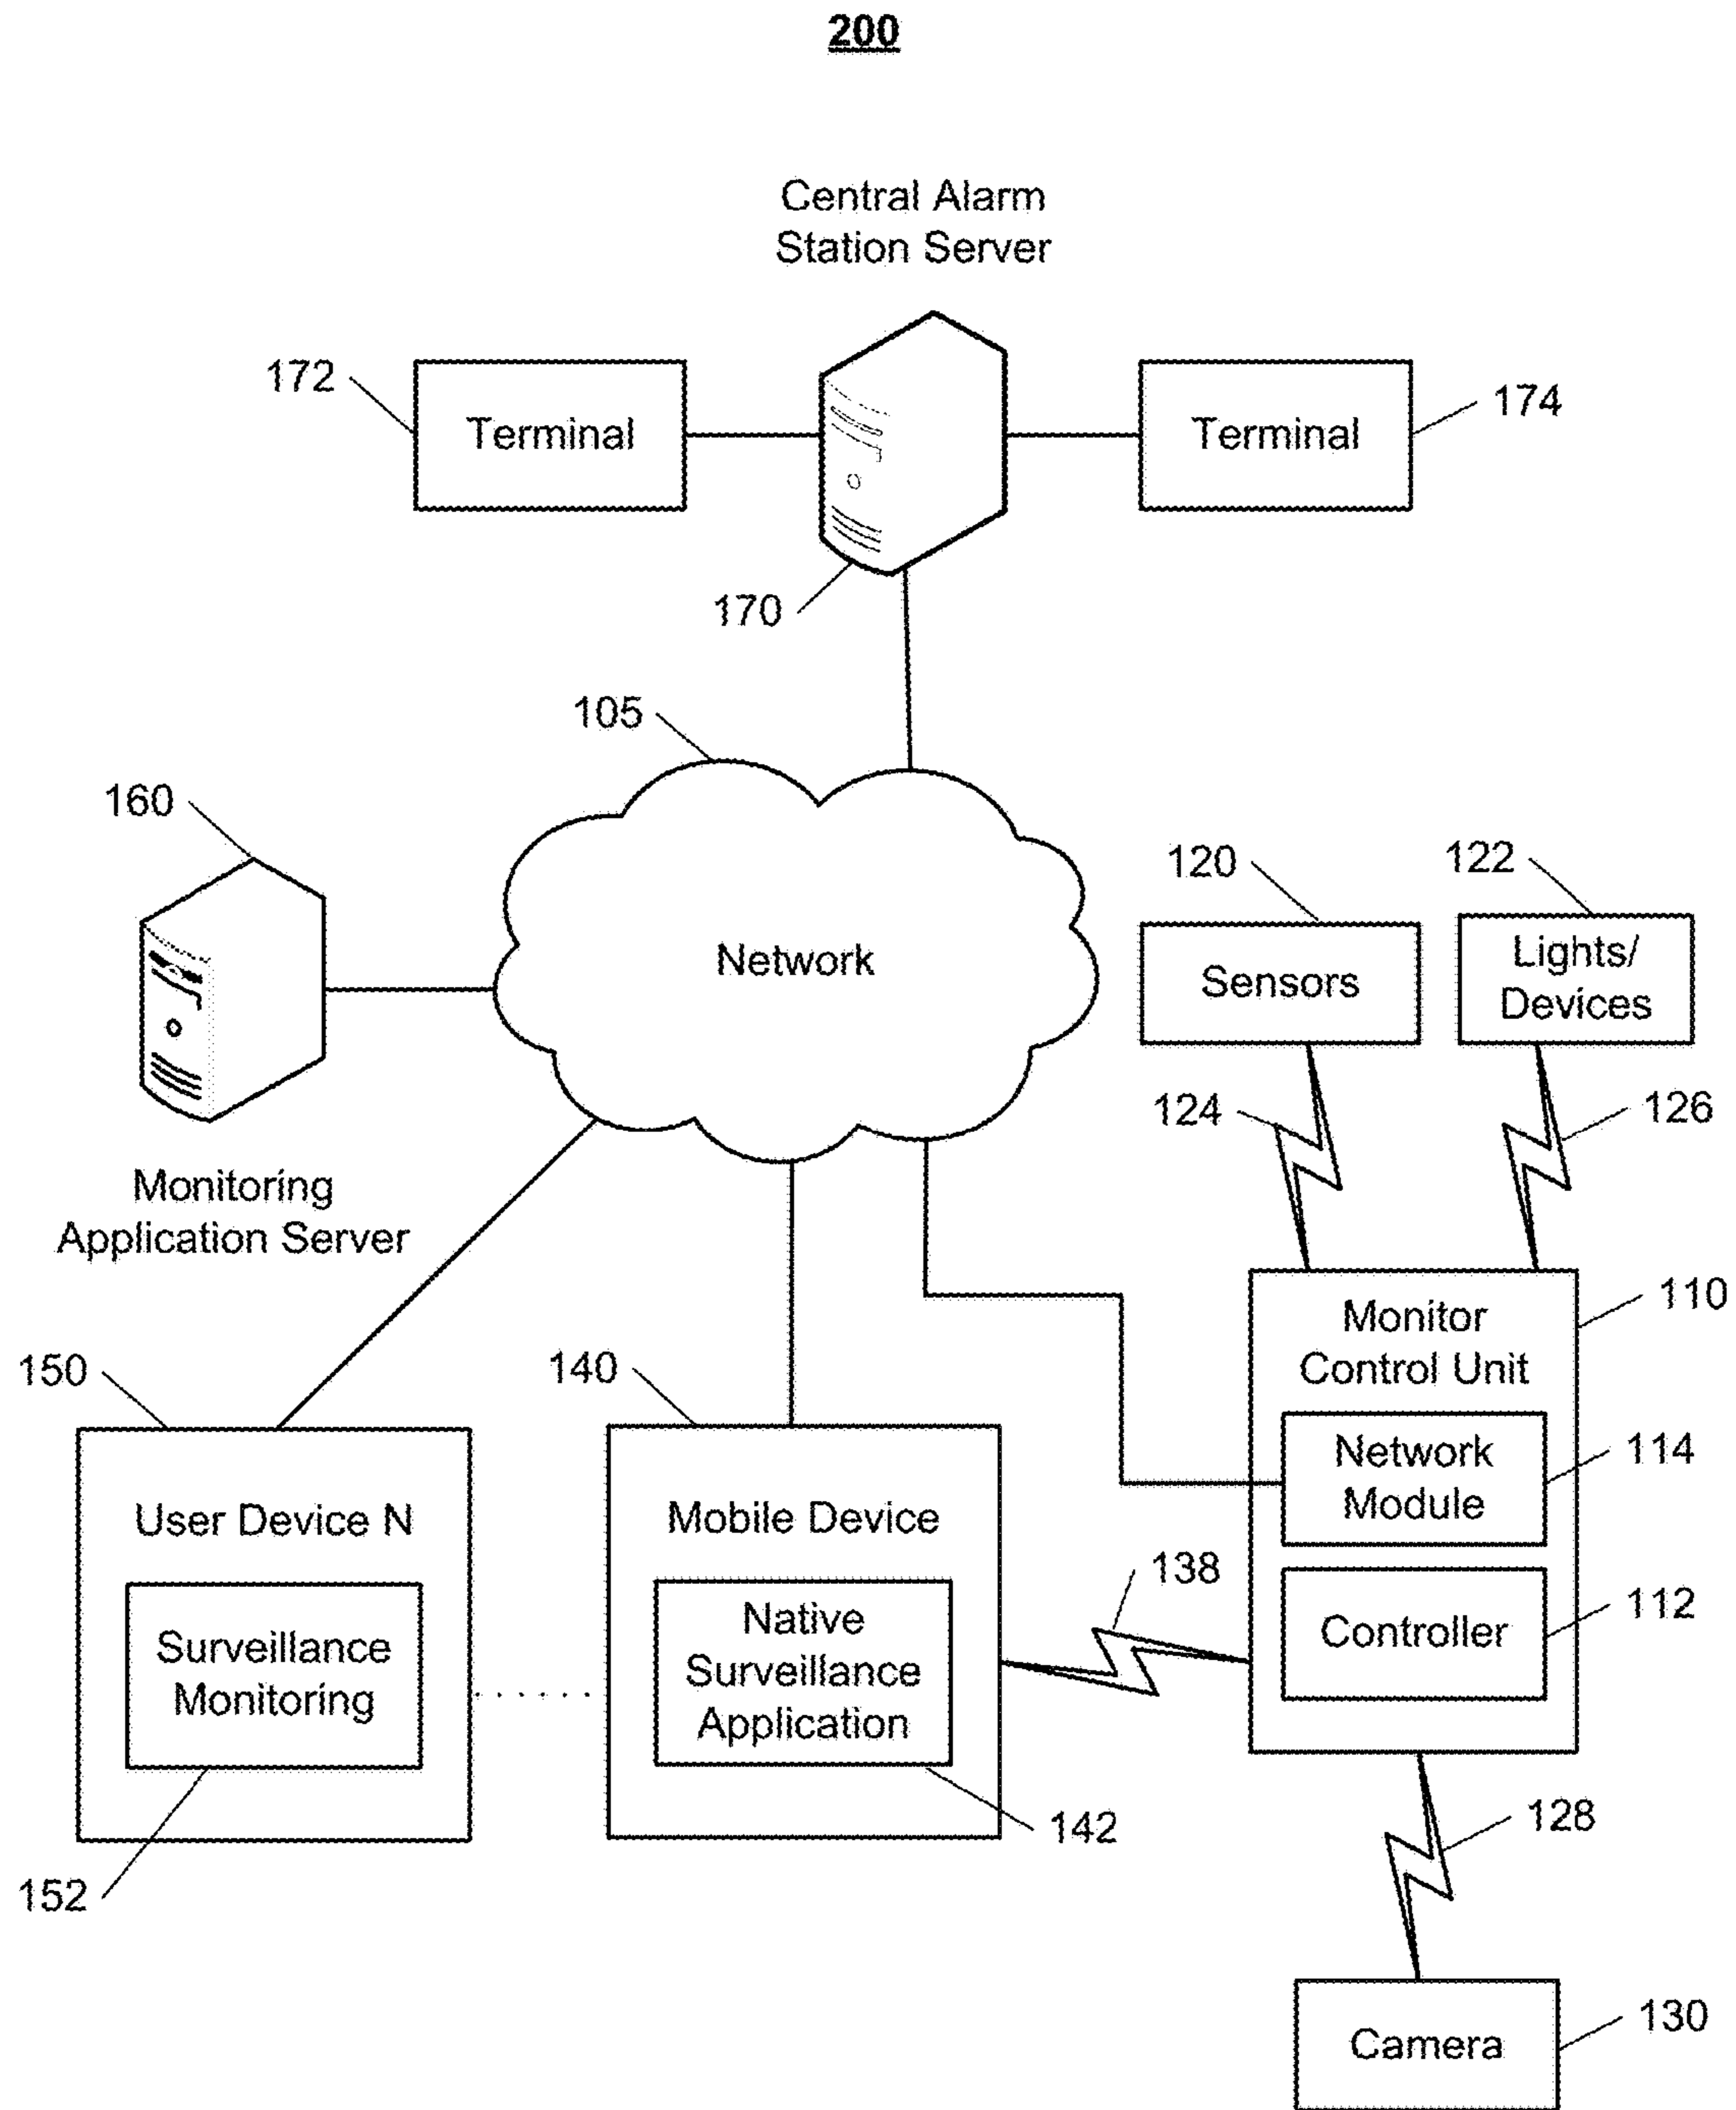 200
Central Alarm
Station Server
172
Terminal
Terminal
174
170
105
160
Network
120
122
Sensors
Lights/
Devices
124
126
Monitoring
Application Server
110
Monitor
Control Unit
150
140
Network
Module
114
User Device N
Mobile Device
138
Controller
112
Surveillance
Monitoring
Native
Surveillance
Application
142
128
152
130
Camera